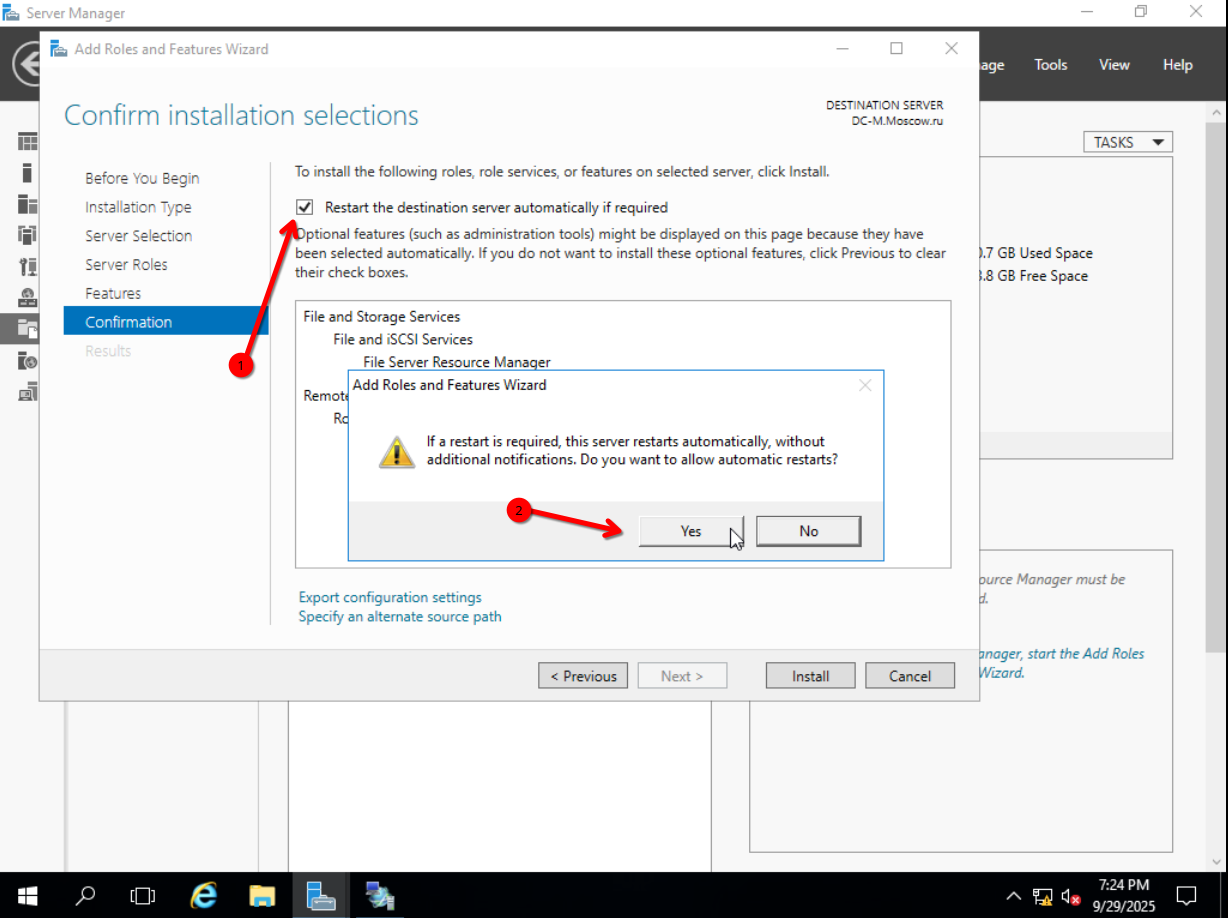 Server Manager
Add Roles and Features Wizard
Tools
View
Help
Confirm installation selections
DESTINATION SERVER
DC-M.Moscow.ru
TASKS
Before You Begin
Installation Type
Server Selection
Server Roles
Features
Confirmation
Results
To install the following roles, role services, or features on selected server, click Install.
Restart the destination server automatically if required
Optional features (such as administration tools) might be displayed on this page because they have
been selected automatically. If you do not want to install these optional features, click Previous to clear
their check boxes.
.7 GB Used Space
.8 GB Free Space
File and Storage Services
File and iSCSI Services
File Server Resource Manager
1
Add Roles and Features Wizard
If a restart is required, this server restarts automatically, without
additional notifications. Do you want to allow automatic restarts?
2
Yes
No
Export configuration settings
Specify an alternate source path
Manager must be
start the Add Roles
Wizard.
< Previous
Next >
Install
Cancel
7:24 PM
9/29/2025